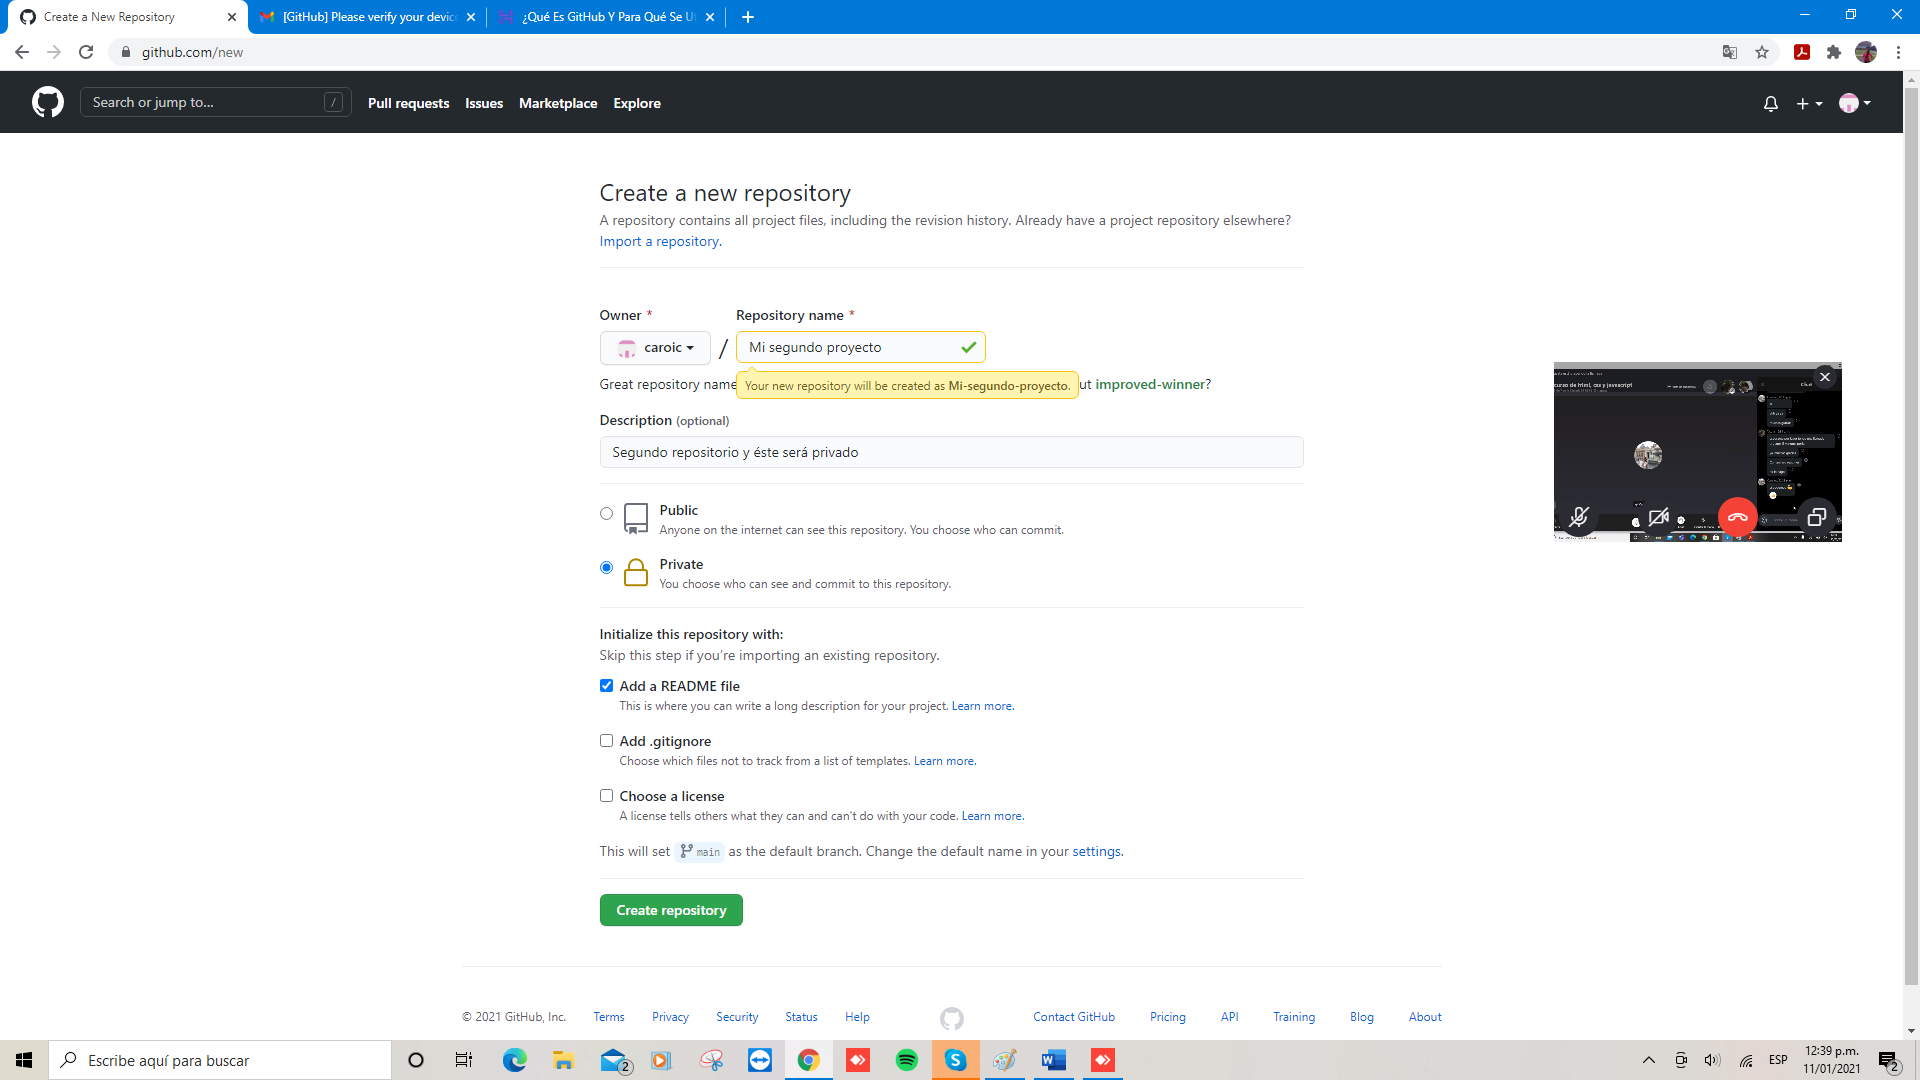 Create a New Repository
[GitHub] Please verify your device
¿Qué Es GitHub Y Para Qué Se U
github.com/new
Search or jump to...
/
Pull requests
Issues
Marketplace
Explore
Create a new repository
A repository contains all project files, including the revision history. Already have a project repository elsewhere?
Import a repository.
Owner *
Repository name *
caroic
/
Mi segundo proyecto
Great repository name
Your new repository will be created as Mi-segundo-proyecto.
ut improved-winner?
Description (optional)
Segundo repositorio y éste será privado
Public
Anyone on the internet can see this repository. You choose who can commit.
Private
You choose who can see and commit to this repository.
Initialize this repository with:
Skip this step if you're importing an existing repository.
Add a README file
This is where you can write a long description for your project. Learn more.
Add .gitignore
Choose which files not to track from a list of templates. Learn more.
Choose a license
A license tells others what they can and can't do with your code. Learn more.
This will set main as the default branch. Change the default name in your settings.
Create repository
© 2021 GitHub, Inc.
Terms
Privacy
Security
Status
Help
Contact GitHub
Pricing
API
Training
Blog
About
curso de html, css y javascript
Chat
Escribe aquí para buscar
2
ESP
12:39 p.m.
11/01/2021
2